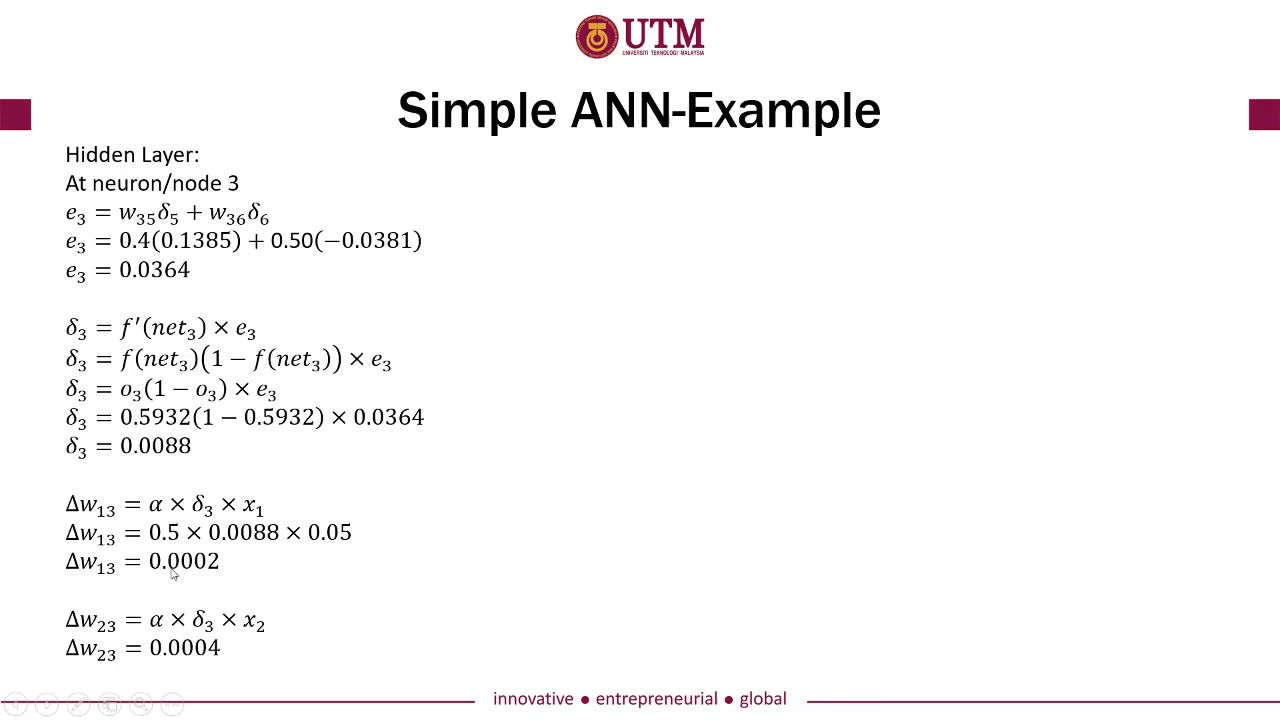 UTM
UNIVERSITI TEKNOLOGI MALAYSIA
Simple ANN-Example
Hidden Layer:
At neuron/node 3
𝑒₃ = 𝑤₃₅𝛿₅ + 𝑤₃₆𝛿₆
𝑒₃ = 0.4(0.1385) + 0.50(−0.0381)
𝑒₃ = 0.0364
𝛿₃ = 𝑓′(𝑛𝑒𝑡₃) × 𝑒₃
𝛿₃ = 𝑓(𝑛𝑒𝑡₃)(1 − 𝑓(𝑛𝑒𝑡₃)) × 𝑒₃
𝛿₃ = 𝑜₃(1 − 𝑜₃) × 𝑒₃
𝛿₃ = 0.5932(1 − 0.5932) × 0.0364
𝛿₃ = 0.0088
Δ𝑤₁₃ = 𝛼 × 𝛿₃ × 𝑥₁
Δ𝑤₁₃ = 0.5 × 0.0088 × 0.05
Δ𝑤₁₃ = 0.0002
Δ𝑤₂₃ = 𝛼 × 𝛿₃ × 𝑥₂
Δ𝑤₂₃ = 0.0004
innovative ● entrepreneurial ● global